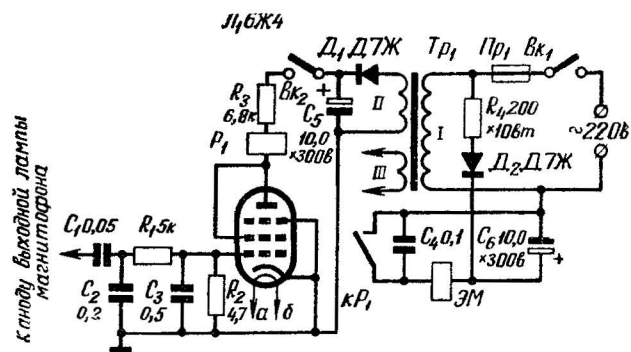 Л₁6Ж4
Д₁ Д7Ж
Тр₁
Пр₁
Вк₁
Вк₂
R₃
6,8к
C₅
10,0
×300в
II
I
III
R₄ 200
×10вт
~220в
Д₂ Д7Ж
P₁
C₁ 0,05
R₁ 5к
C₂
0,2
C₃
0,5
R₂
4,7
а
б
кР₁
C₄ 0,1
C₆ 10,0
×300в
+
+
ЭМ
К аноду выходной лампы
магнитофона